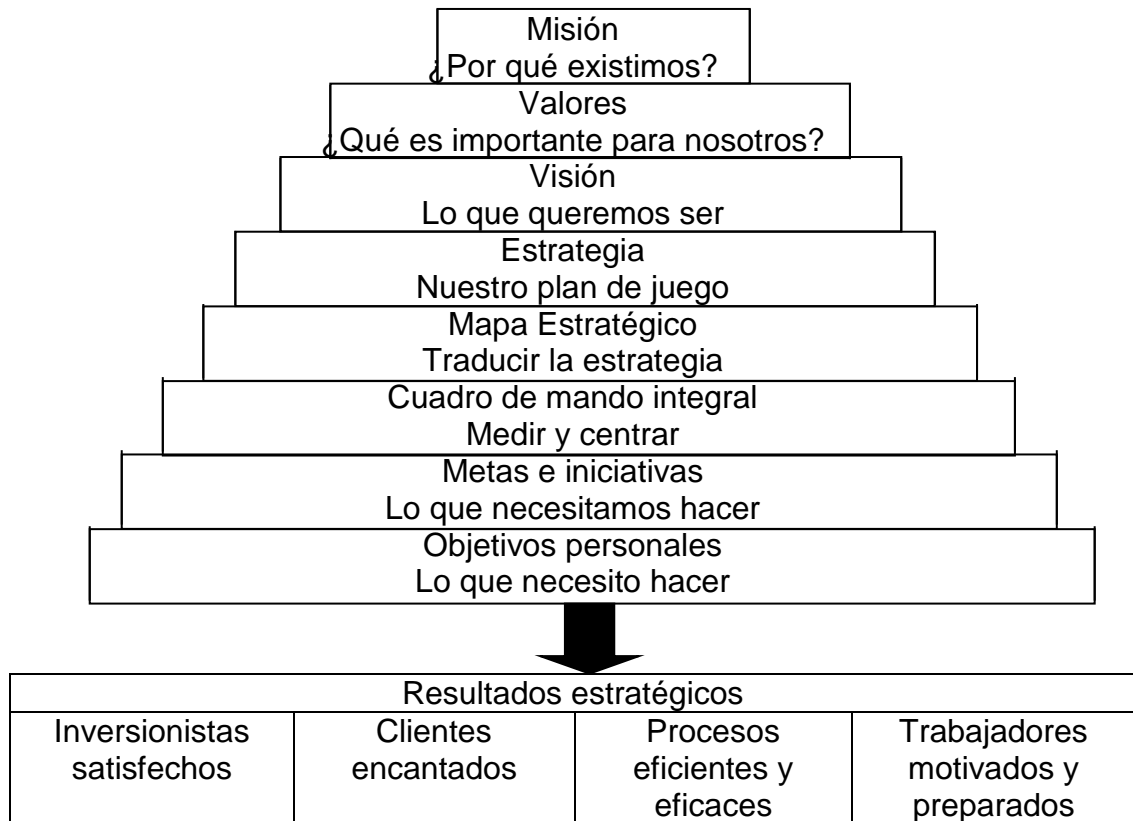 Misión
¿Por qué existimos?
Valores
¿Qué es importante para nosotros?
Visión
Lo que queremos ser
Estrategia
Nuestro plan de juego
Mapa Estratégico
Traducir la estrategia
Cuadro de mando integral
Medir y centrar
Metas e iniciativas
Lo que necesitamos hacer
Objetivos personales
Lo que necesito hacer
Resultados estratégicos
Inversionistas
satisfechos
Clientes
encantados
Procesos
eficientes y
eficaces
Trabajadores
motivados y
preparados